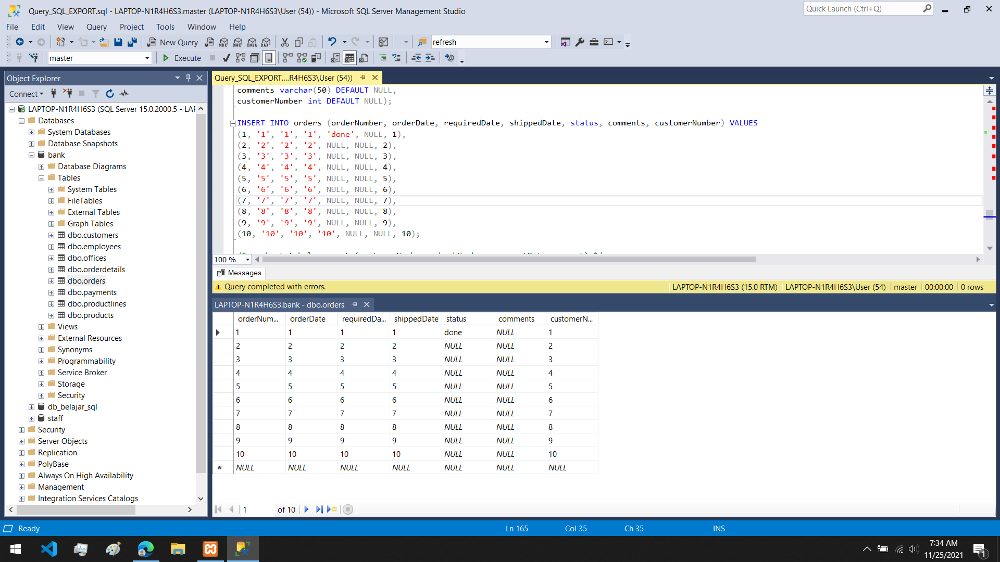 Query_SQL_EXPORT.sql - LAPTOP-N1R4H6S3.master (LAPTOP-N1R4H6S3\User (54)) - Microsoft SQL Server Management Studio
Quick Launch (Ctrl+Q)
File Edit View Query Project Tools Window Help
New Query MDX DMX XMLA DAX refresh
master Execute
Object Explorer
Connect
LAPTOP-N1R4H6S3 (SQL Server 15.0.2000.5 - LAP
Databases
System Databases
Database Snapshots
bank
Database Diagrams
Tables
System Tables
FileTables
External Tables
Graph Tables
dbo.customers
dbo.employees
dbo.offices
dbo.orderdetails
dbo.orders
dbo.payments
dbo.productlines
dbo.products
Views
External Resources
Synonyms
Programmability
Service Broker
Storage
Security
db_belajar_sql
staff
Security
Server Objects
Replication
PolyBase
Always On High Availability
Management
Integration Services Catalogs
Query_SQL_EXPORT....R4H6S3\User (54))
comments varchar(50) DEFAULT NULL,
customerNumber int DEFAULT NULL);
INSERT INTO orders (orderNumber, orderDate, requiredDate, shippedDate, status, comments, customerNumber) VALUES
(1, '1', '1', '1', 'done', NULL, 1),
(2, '2', '2', '2', NULL, NULL, 2),
(3, '3', '3', '3', NULL, NULL, 3),
(4, '4', '4', '4', NULL, NULL, 4),
(5, '5', '5', '5', NULL, NULL, 5),
(6, '6', '6', '6', NULL, NULL, 6),
(7, '7', '7', '7', NULL, NULL, 7),
(8, '8', '8', '8', NULL, NULL, 8),
(9, '9', '9', '9', NULL, NULL, 9),
(10, '10', '10', '10', NULL, NULL, 10);
100 %
Messages
Query completed with errors. LAPTOP-N1R4H6S3 (15.0 RTM) LAPTOP-N1R4H6S3\User (54) master 00:00:00 0 rows
LAPTOP-N1R4H6S3.bank - dbo.orders
orderNum... orderDate requiredDa... shippedDate status comments customerN...
1 1 1 1 done NULL 1
2 2 2 2 NULL NULL 2
3 3 3 3 NULL NULL 3
4 4 4 4 NULL NULL 4
5 5 5 5 NULL NULL 5
6 6 6 6 NULL NULL 6
7 7 7 7 NULL NULL 7
8 8 8 8 NULL NULL 8
9 9 9 9 NULL NULL 9
10 10 10 10 NULL NULL 10
* NULL NULL NULL NULL NULL NULL NULL
1 of 10
Ready Ln 165 Col 35 Ch 35 INS
7:34 AM
11/25/2021
1